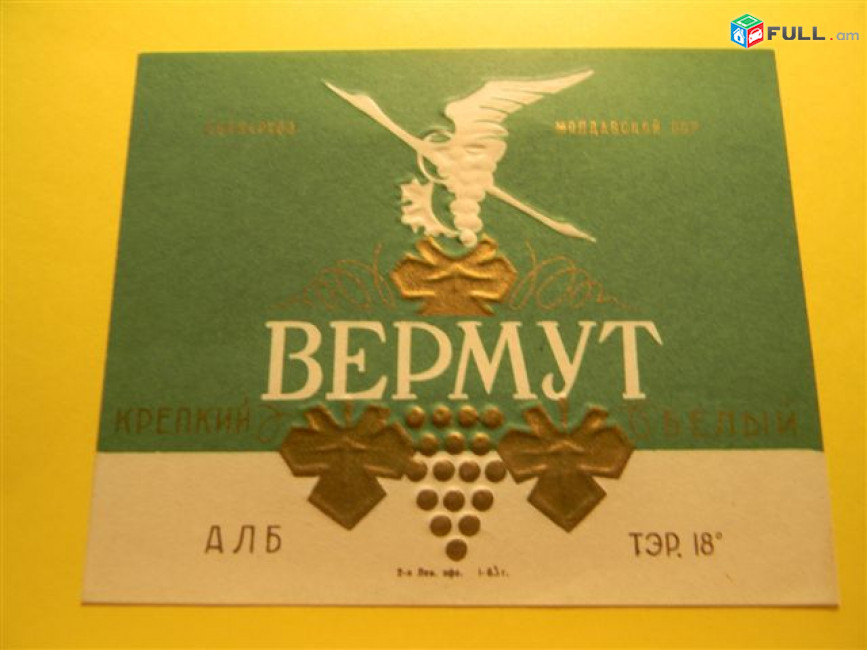 FULL.am
МОЛДАВСКОЙ ССР
ВЕРМУТ
КРЕПКИЙ БЕЛЫЙ
АЛБ ТЭР. 18°